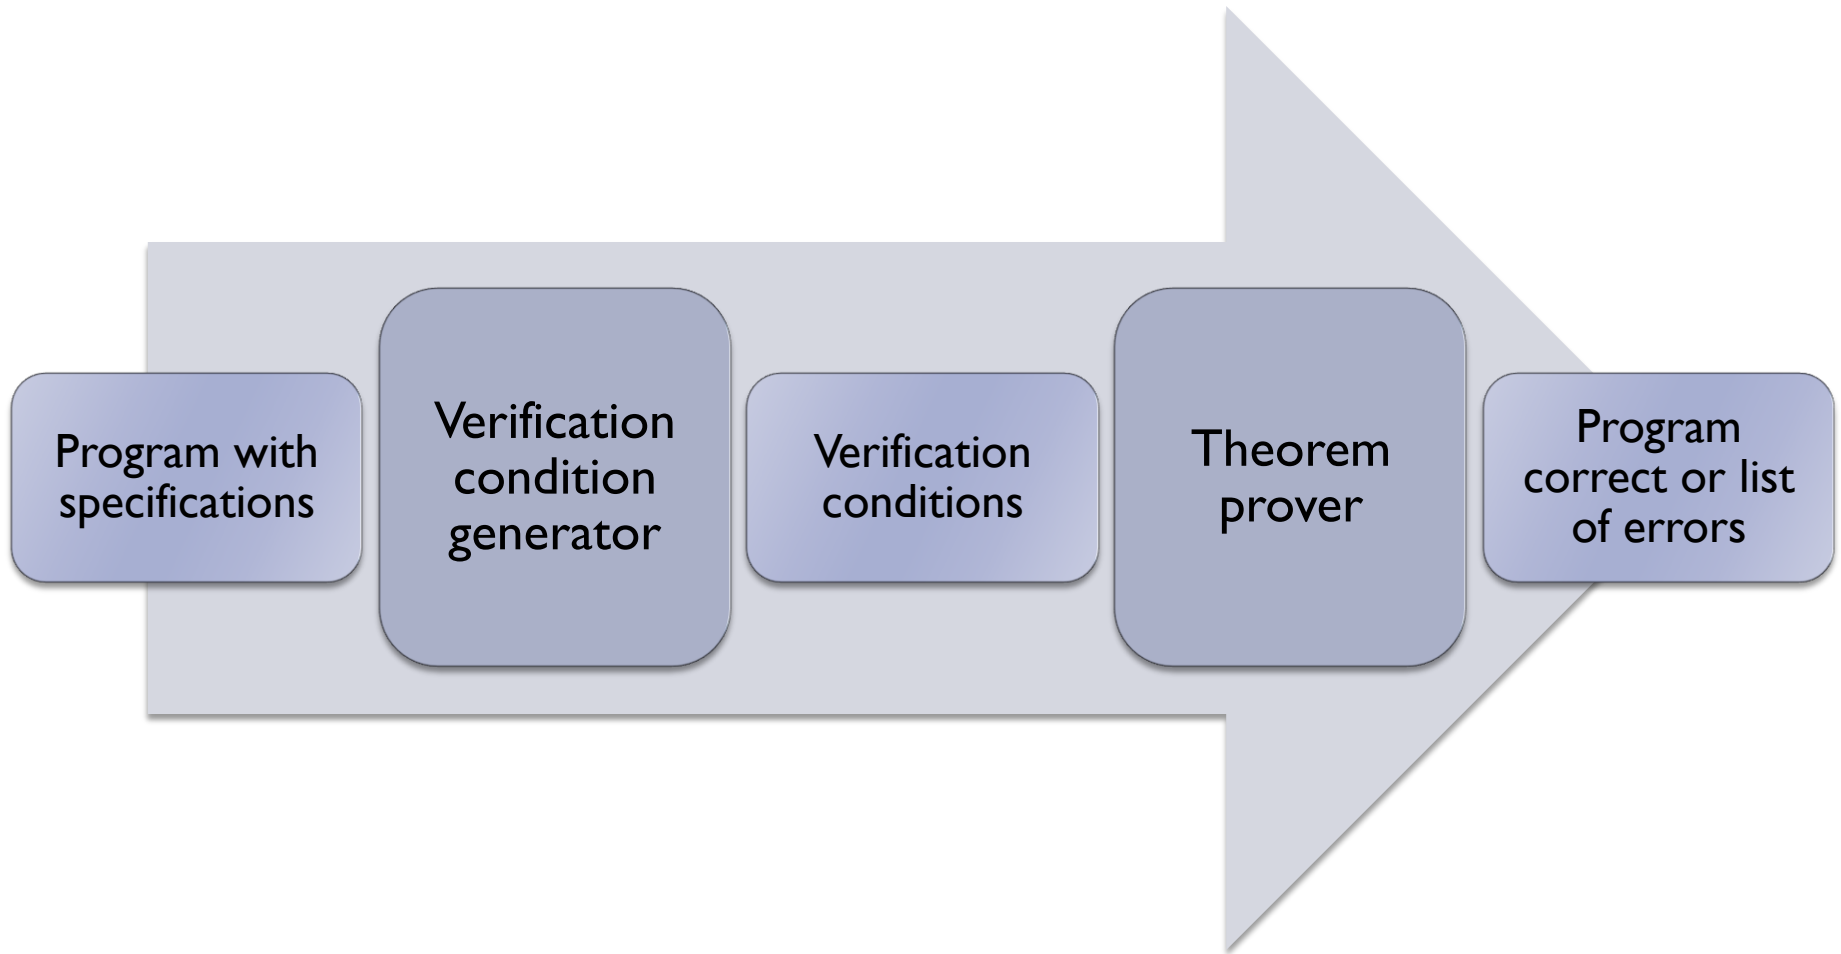 Program with
specifications
Verification
condition
generator
Verification
conditions
Theorem
prover
Program
correct or list
of errors